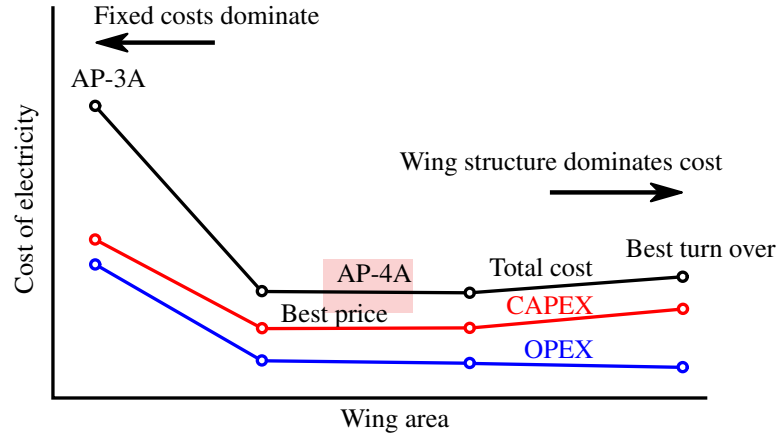 Fixed costs dominate
AP-3A
Wing structure dominates cost
Best turn over
AP-4A
Total cost
Best price
CAPEX
OPEX
Cost of electricity
Wing area